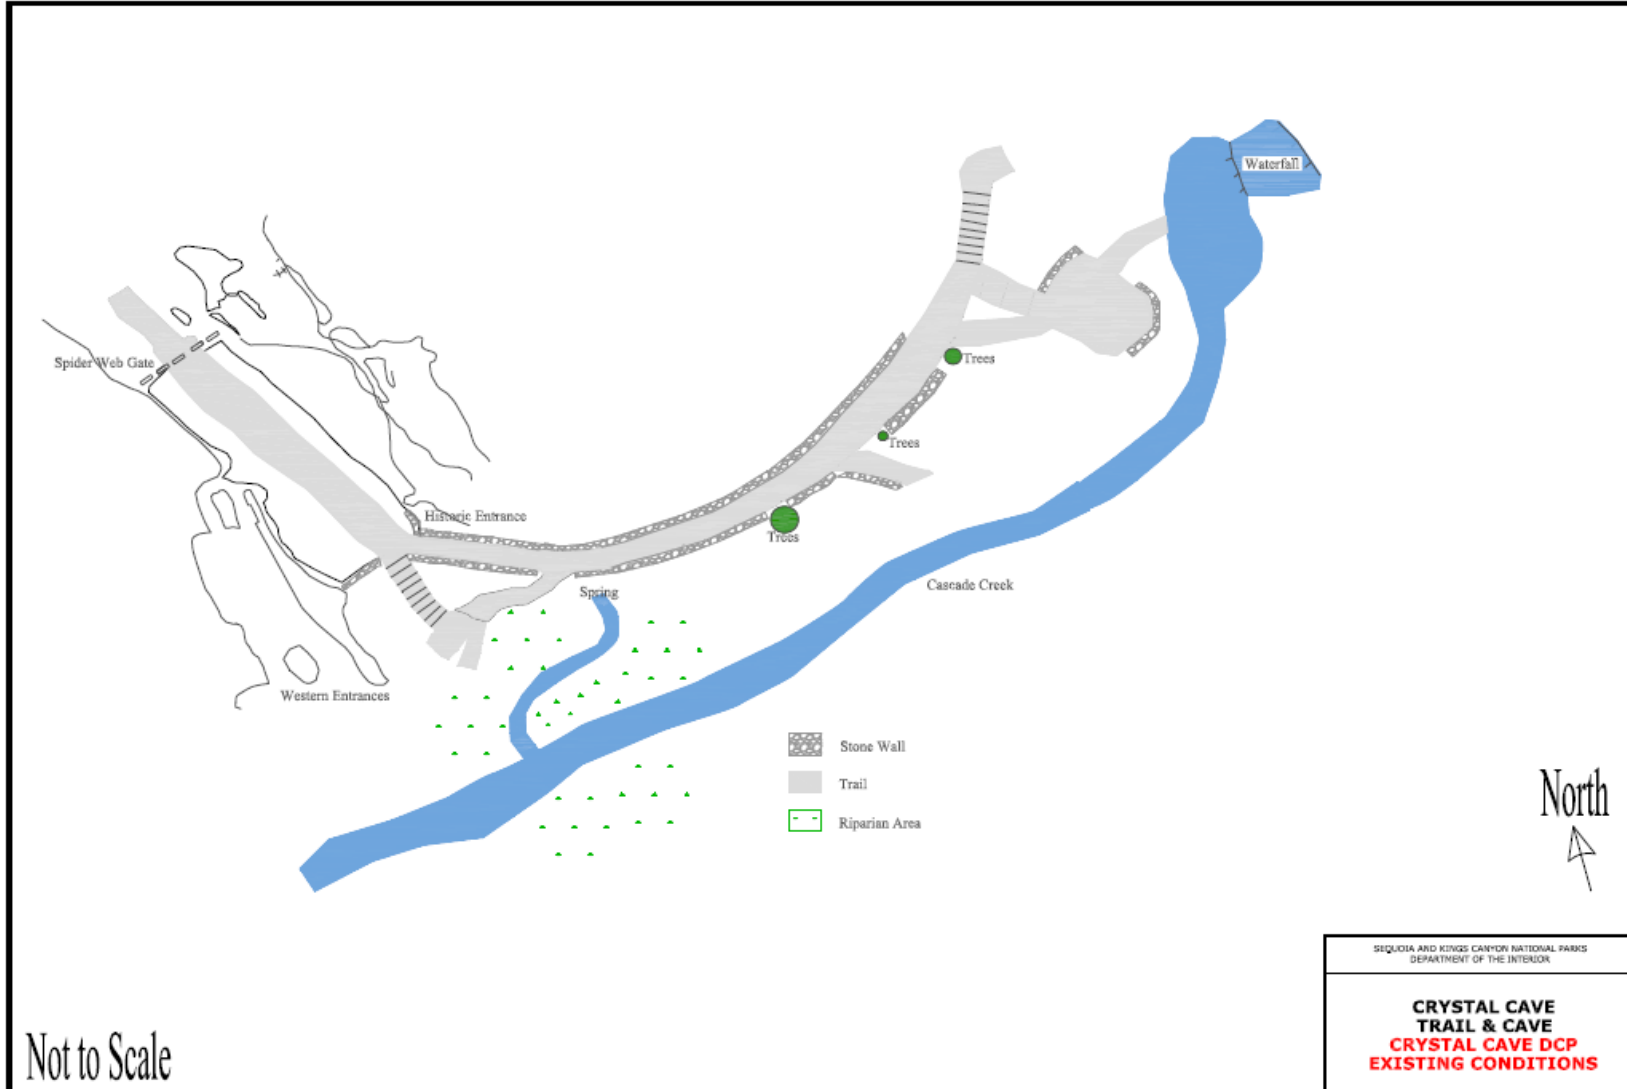 Waterfall
Spider Web Gate
Trees
Trees
Historic Entrance
Trees
Cascade Creek
Spring
Western Entrances
Stone Wall
Trail
Riparian Area
North
SEQUOIA AND KINGS CANYON NATIONAL PARKS
DEPARTMENT OF THE INTERIOR
CRYSTAL CAVE
TRAIL & CAVE
CRYSTAL CAVE DCP
EXISTING CONDITIONS
Not to Scale